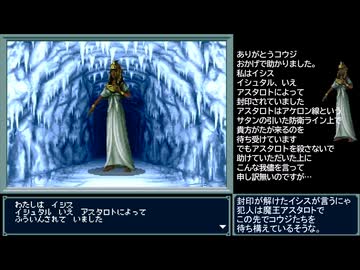 ありがとうコウジ
おかげで助かりました。
私はイシス
イシュタル、いえ
アスタロトによって
封印されていました
アスタロトはアケロン線という
サタンの引いた防衛ライン上で
貴方がたが来るのを
待ち受けています
でもアスタロトを殺さないで
助けていただいた上に
こんな我儘を言って
申し訳無いのですが…
わたしは イシス
イシュタル いえ アスタロトによって
ふういんされて いました
封印が解けたイシスが言うにゃ
犯人は魔王アスタロトで
この先でコウジたちを
待ち構えているそうな。